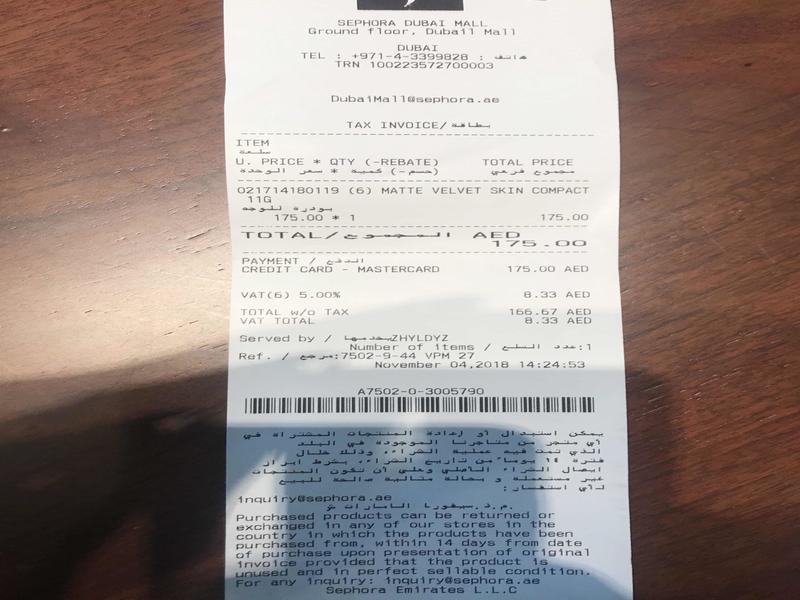 SEPHORA DUBAI MALL
Ground floor, Dubai1 Mall
DUBAI
TEL : +971-4-3399828 : هاتف
TRN 100223572700003
DubaiMall@sephora.ae
TAX INVOICE/بطاقة
ITEM
سلعة
U. PRICE * QTY (-REBATE) TOTAL PRICE
(حسم-) كمية * سعر الوحدة مجموع فرعي
021714180119 (6) MATTE VELVET SKIN COMPACT
11G
بودرة للوجه
175.00 * 1 175.00
TOTAL/المجموع AED
175.00
PAYMENT / الدفع
CREDIT CARD - MASTERCARD 175.00 AED
VAT(6) 5.00% 8.33 AED
TOTAL w/o TAX 166.67 AED
VAT TOTAL 8.33 AED
Served by / يخدمها ZHYLDYZ
Number of items / عدد السلع :1
Ref. / مرجع :7502-9-44 VPM 27
November 04,2018 14:24:53
A7502-0-3005790
يمكن استبدال أو إعادة المنتجات المشتراة في
أي متجر من متاجرنا الموجودة في البلد
الذي تمت فيه عملية الشراء، وذلك خلال
فترة ١٤ يوماً من تاريخ الشراء، بشرط ابراز
ايصال الشراء الأصلي وعلى أن تكون المنتجات
غير مستعملة و بحالة مثالية صالحة للبيع
لأي استفسار :
inquiry@sephora.ae
سيفورا الامارات ذ.م.م
Purchased products can be returned or
exchanged in any of our stores in the
country in which the products have been
purchased from, within 14 days from date
of purchase upon presentation of original
invoice provided that the product is
unused and in perfect sellable condition.
For any inquiry: inquiry@sephora.ae
Sephora Emirates L.L.C